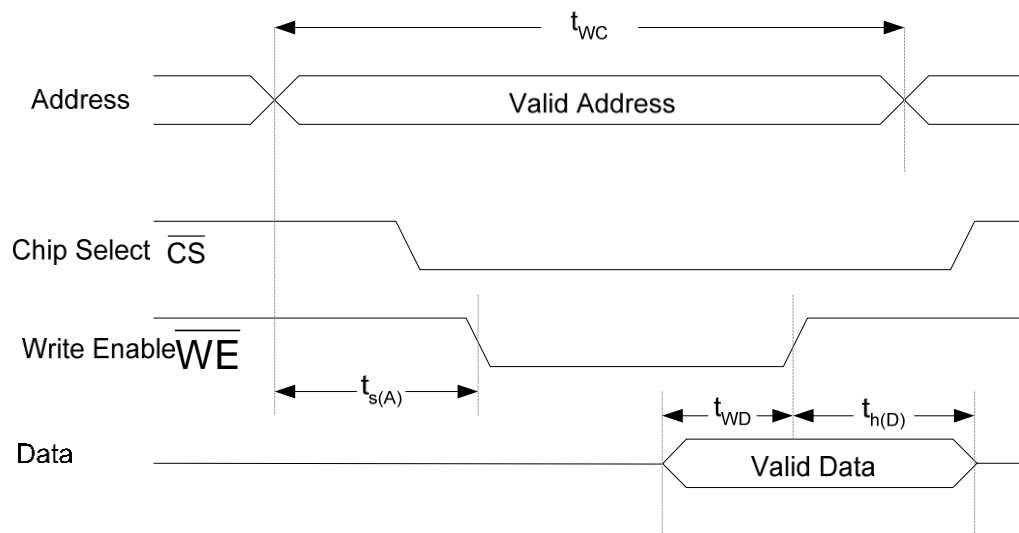 tWC
Address
Valid Address
Chip Select CS
Write Enable WE
ts(A)
tWD
th(D)
Data
Valid Data